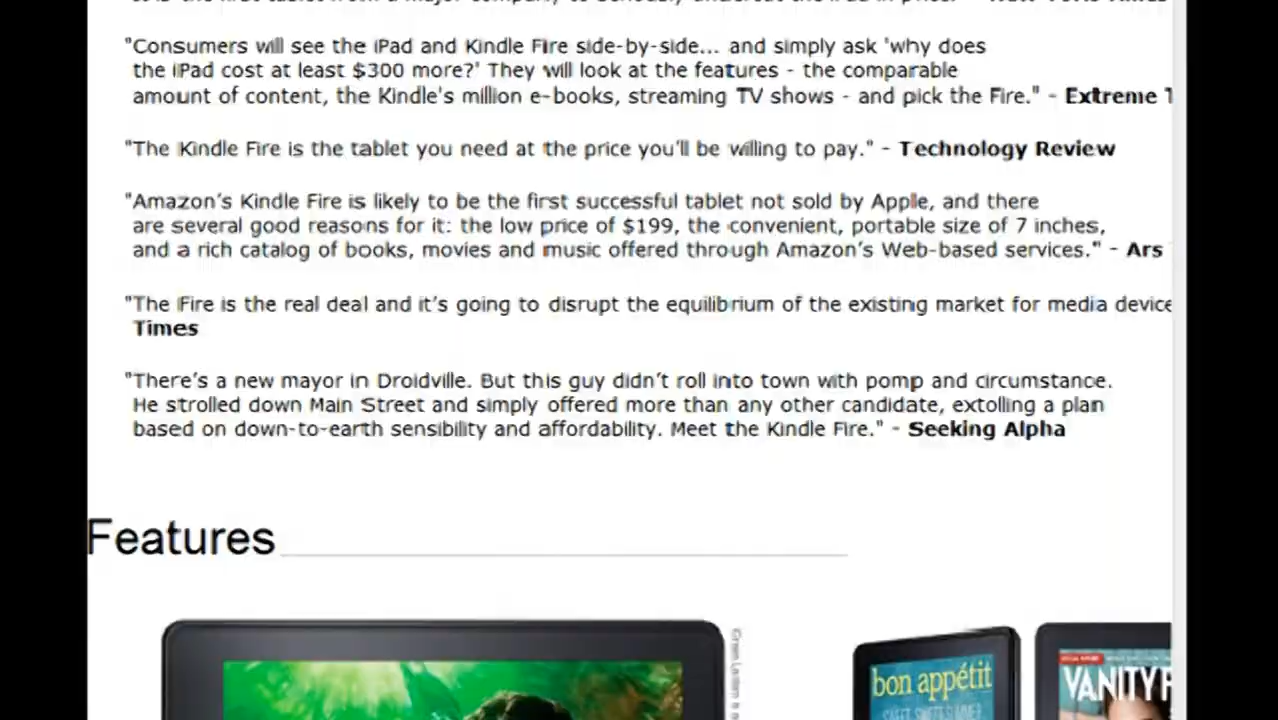 "Consumers will see the iPad and Kindle Fire side-by-side... and simply ask 'why does
the iPad cost at least $300 more?' They will look at the features - the comparable
amount of content, the Kindle's million e-books, streaming TV shows - and pick the Fire." - Extreme
"The Kindle Fire is the tablet you need at the price you'll be willing to pay." - Technology Review
"Amazon's Kindle Fire is likely to be the first successful tablet not sold by Apple, and there
are several good reasons for it: the low price of $199, the convenient, portable size of 7 inches,
and a rich catalog of books, movies and music offered through Amazon's Web-based services." - Ars
"The Fire is the real deal and it's going to disrupt the equilibrium of the existing market for media device
Times
"There's a new mayor in Droidville. But this guy didn't roll into town with pomp and circumstance.
He strolled down Main Street and simply offered more than any other candidate, extolling a plan
based on down-to-earth sensibility and affordability. Meet the Kindle Fire." - Seeking Alpha
Features
bon appétit
VANITY F